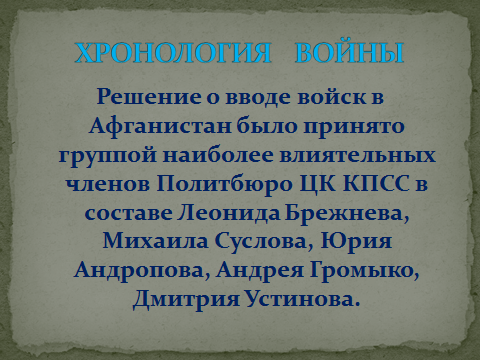 ХРОНОЛОГИЯ ВОЙНЫ
Решение о вводе войск в
Афганистан было принято
группой наиболее влиятельных
членов Политбюро ЦК КПСС в
составе Леонида Брежнева,
Михаила Суслова, Юрия
Андропова, Андрея Громыко,
Дмитрия Устинова.